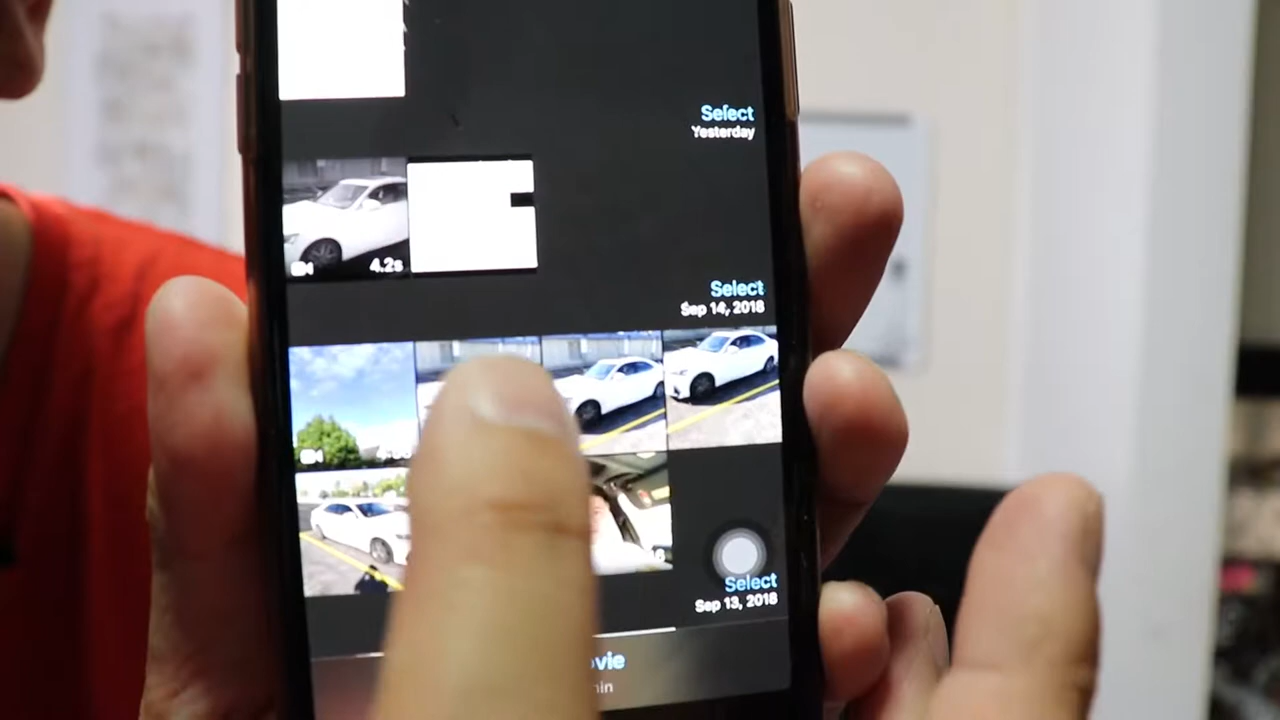 Select
Yesterday
4.2s
Select
Sep 14, 2018
Select
Sep 13, 2018